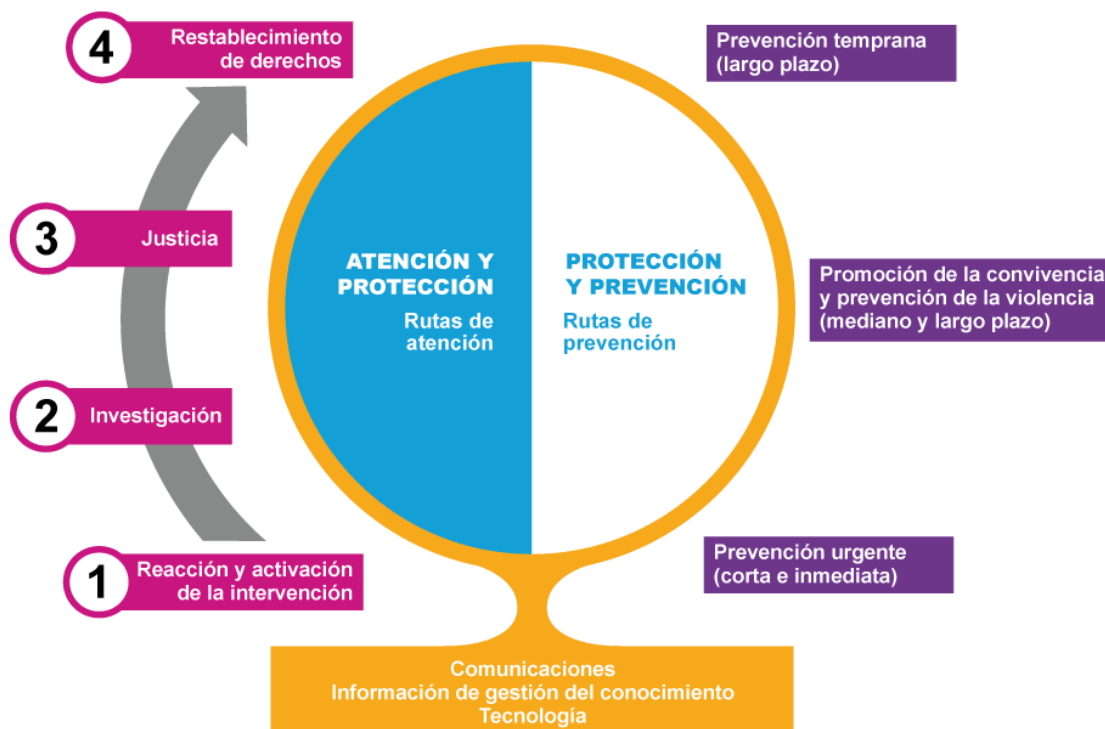 4
Restablecimiento
de derechos
3
Justicia
2
Investigación
1
Reacción y activación
de la intervención
ATENCIÓN Y
PROTECCIÓN
Rutas de
atención
PROTECCIÓN
Y PREVENCIÓN
Rutas de
prevención
Prevención temprana
(largo plazo)
Promoción de la convivencia
y prevención de la violencia
(mediano y largo plazo)
Prevención urgente
(corta e inmediata)
Comunicaciones
Información de gestión del conocimiento
Tecnología